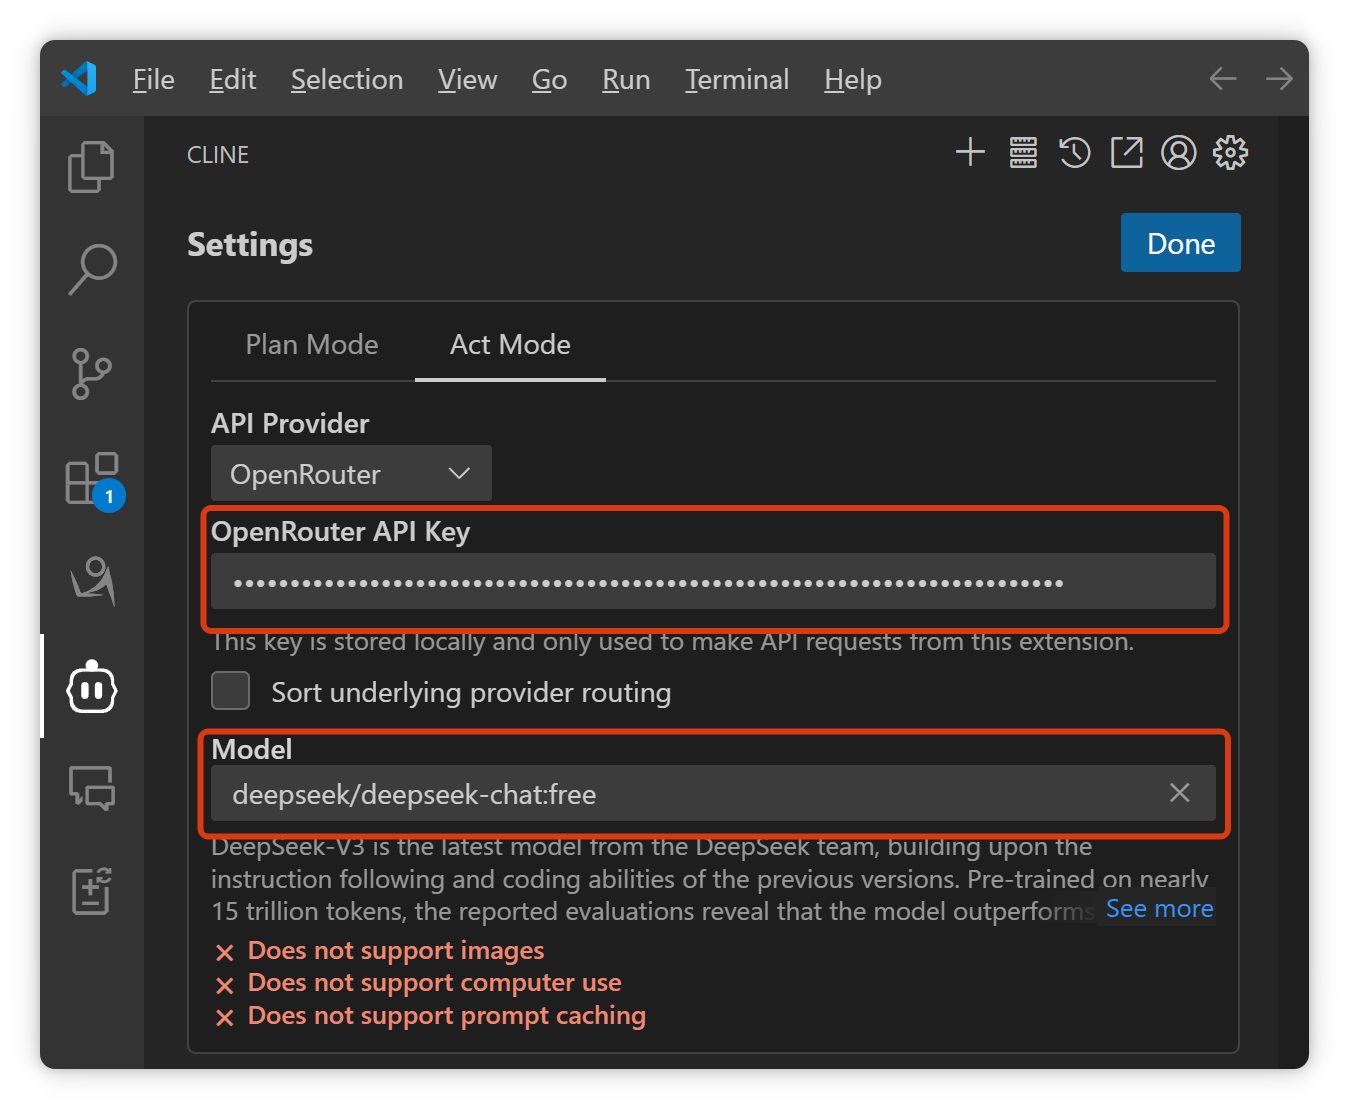 File Edit Selection View Go Run Terminal Help
CLINE
Settings
Done
Plan Mode Act Mode
API Provider
OpenRouter
OpenRouter API Key
••••••••••••••••••••••••••••••••••••••••••••••••••••••••••••••••••••••••
This key is stored locally and only used to make API requests from this extension.
Sort underlying provider routing
Model
deepseek/deepseek-chat:free
DeepSeek-V3 is the latest model from the DeepSeek team, building upon the
instruction following and coding abilities of the previous versions. Pre-trained on nearly
15 trillion tokens, the reported evaluations reveal that the model outperforms See more
Does not support images
Does not support computer use
Does not support prompt caching
1